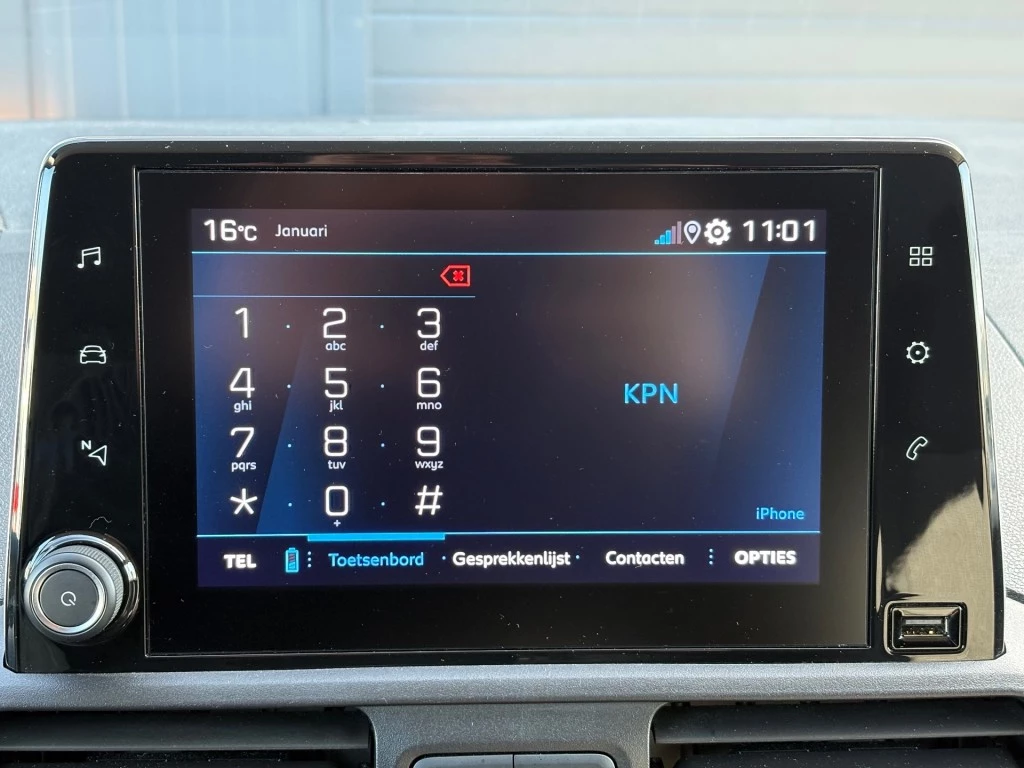 16°C Januari 11:01
1 · 2 · 3
abc def
4 · 5 · 6
ghi jkl mno
KPN
7 · 8 · 9
pqrs tuv wxyz
* · 0 · #
+
iPhone
TEL Toetsenbord · Gesprekkenlijst · Contacten OPTIES
N